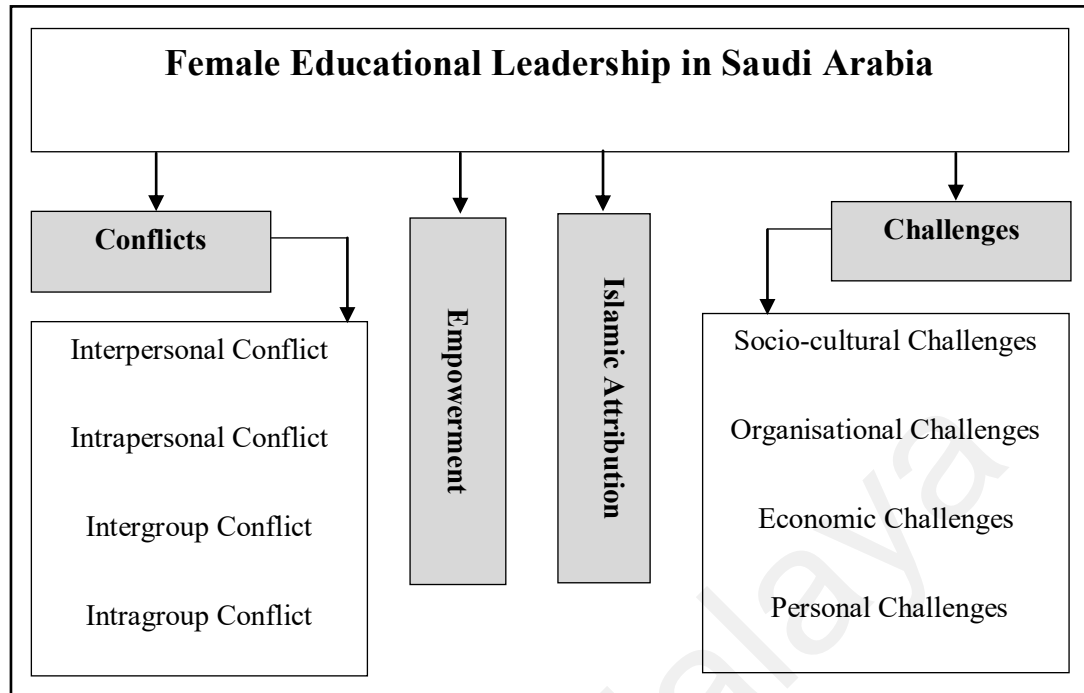 Female Educational Leadership in Saudi Arabia
Conflicts
Interpersonal Conflict
Intrapersonal Conflict
Intergroup Conflict
Intragroup Conflict
Empowerment
Islamic Attribution
Challenges
Socio-cultural Challenges
Organisational Challenges
Economic Challenges
Personal Challenges
alaya